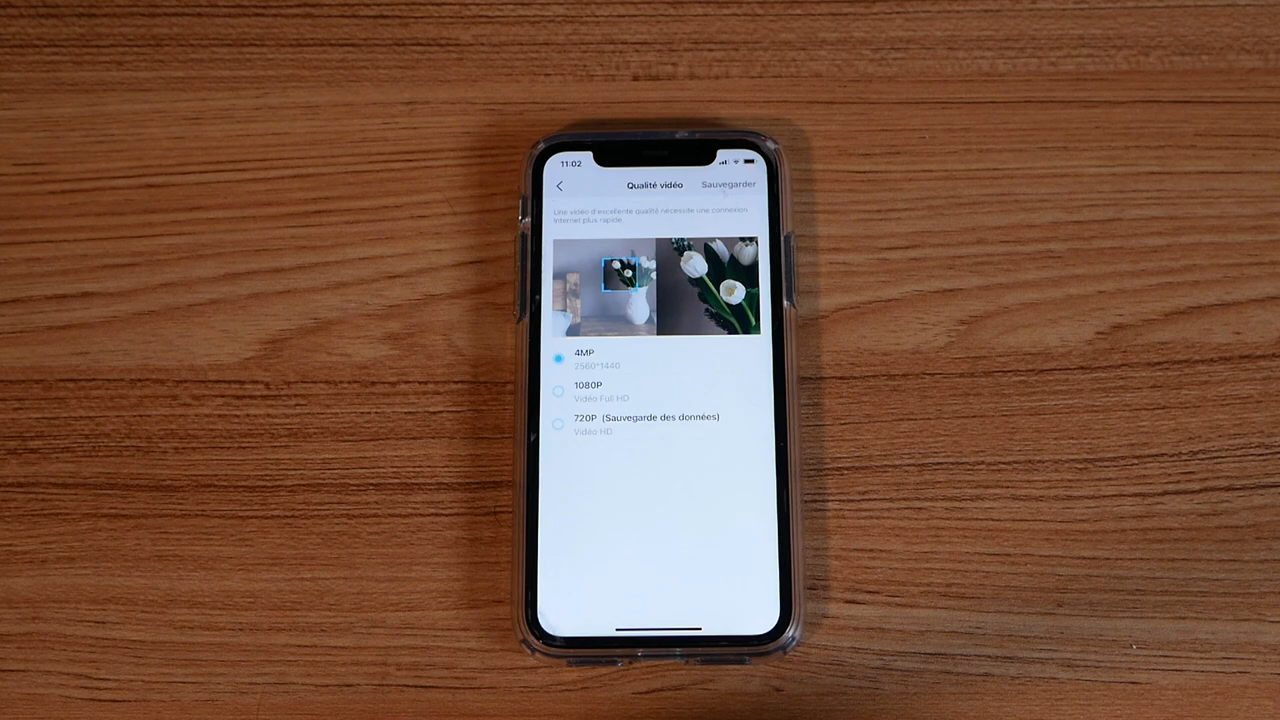 11:02
Qualité vidéo Sauvegarder
Une vidéo d'excellente qualité nécessite une connexion
Internet plus rapide.
4MP
2560*1440
1080P
Vidéo Full HD
720P (Sauvegarde des données)
Vidéo HD